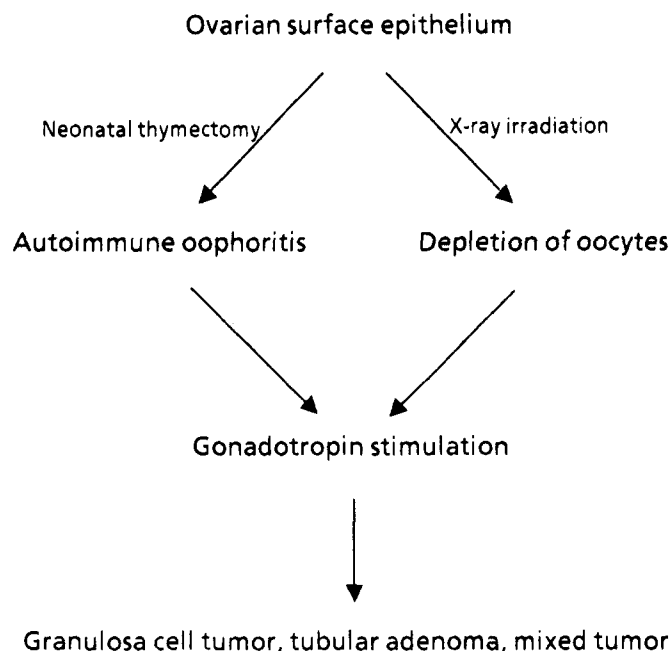 Ovarian surface epithelium
Neonatal thymectomy
X-ray irradiation
Autoimmune oophoritis
Depletion of oocytes
Gonadotropin stimulation
Granulosa cell tumor, tubular adenoma, mixed tumor